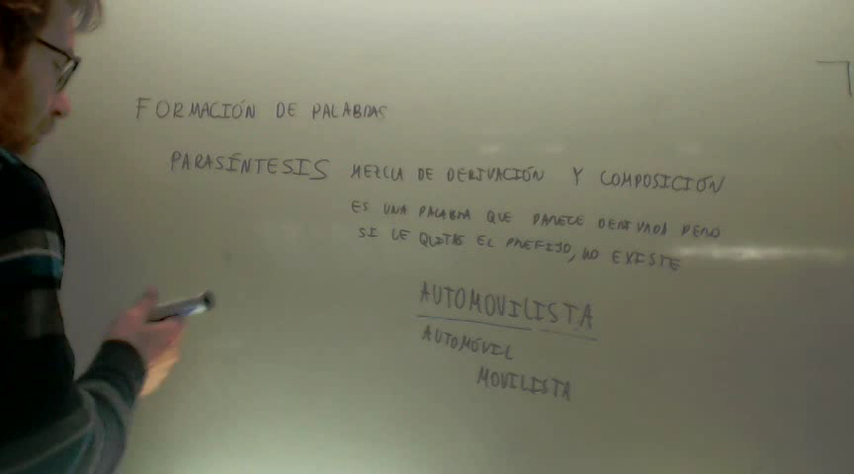 FORMACIÓN DE PALABRAS
PARASÍNTESIS MEZCLA DE DERIVACIÓN Y COMPOSICIÓN
ES UNA PALABRA QUE PARECE DERIVADA PERO
SI LE QUITAS EL PREFIJO, NO EXISTE
AUTOMOVILISTA
AUTOMÓVIL
MOVILISTA